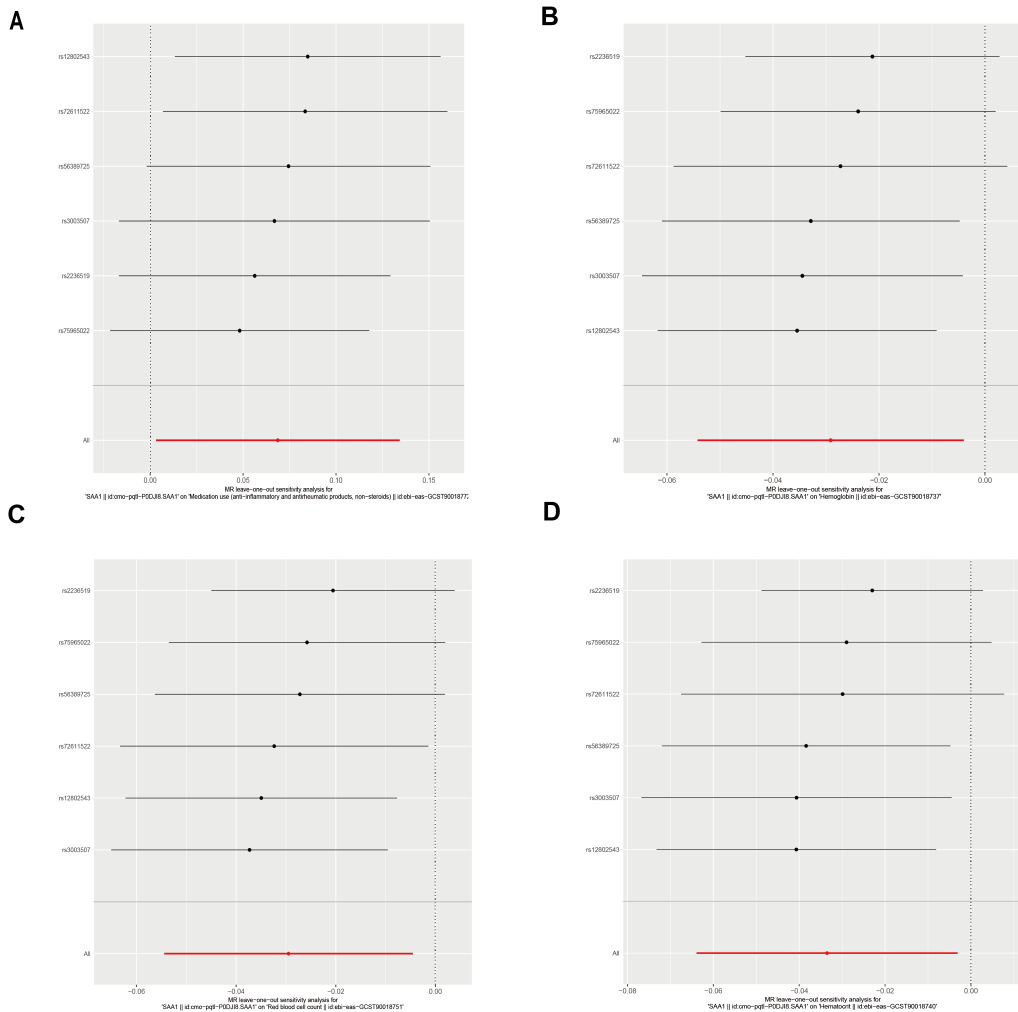 A
rs12802543
rs72611522
rs56389725
rs3003507
rs2236519
rs75965022
All
0.00 0.05 0.10 0.15
MR leave-one-out sensitivity analysis for
'SAA1 || id:cmo-pqtl-P0DJI8.SAA1' on 'Medication use (anti-inflammatory and antirheumatic products, non-steroids) || id:ebi-eas-GCST9001877
B
rs2236519
rs75965022
rs72611522
rs56389725
rs3003507
rs12802543
All
−0.06 −0.04 −0.02 0.00
MR leave-one-out sensitivity analysis for
'SAA1 || id:cmo-pqtl-P0DJI8.SAA1' on 'Hemoglobin || id:ebi-eas-GCST90018737'
C
rs2236519
rs75965022
rs56389725
rs72611522
rs12802543
rs3003507
All
−0.06 −0.04 −0.02 0.00
MR leave-one-out sensitivity analysis for
'SAA1 || id:cmo-pqtl-P0DJI8.SAA1' on 'Red blood cell count || id:ebi-eas-GCST90018751'
D
rs2236519
rs75965022
rs72611522
rs56389725
rs3003507
rs12802543
All
−0.08 −0.06 −0.04 −0.02 0.00
MR leave-one-out sensitivity analysis for
'SAA1 || id:cmo-pqtl-P0DJI8.SAA1' on 'Hematocrit || id:ebi-eas-GCST90018740'